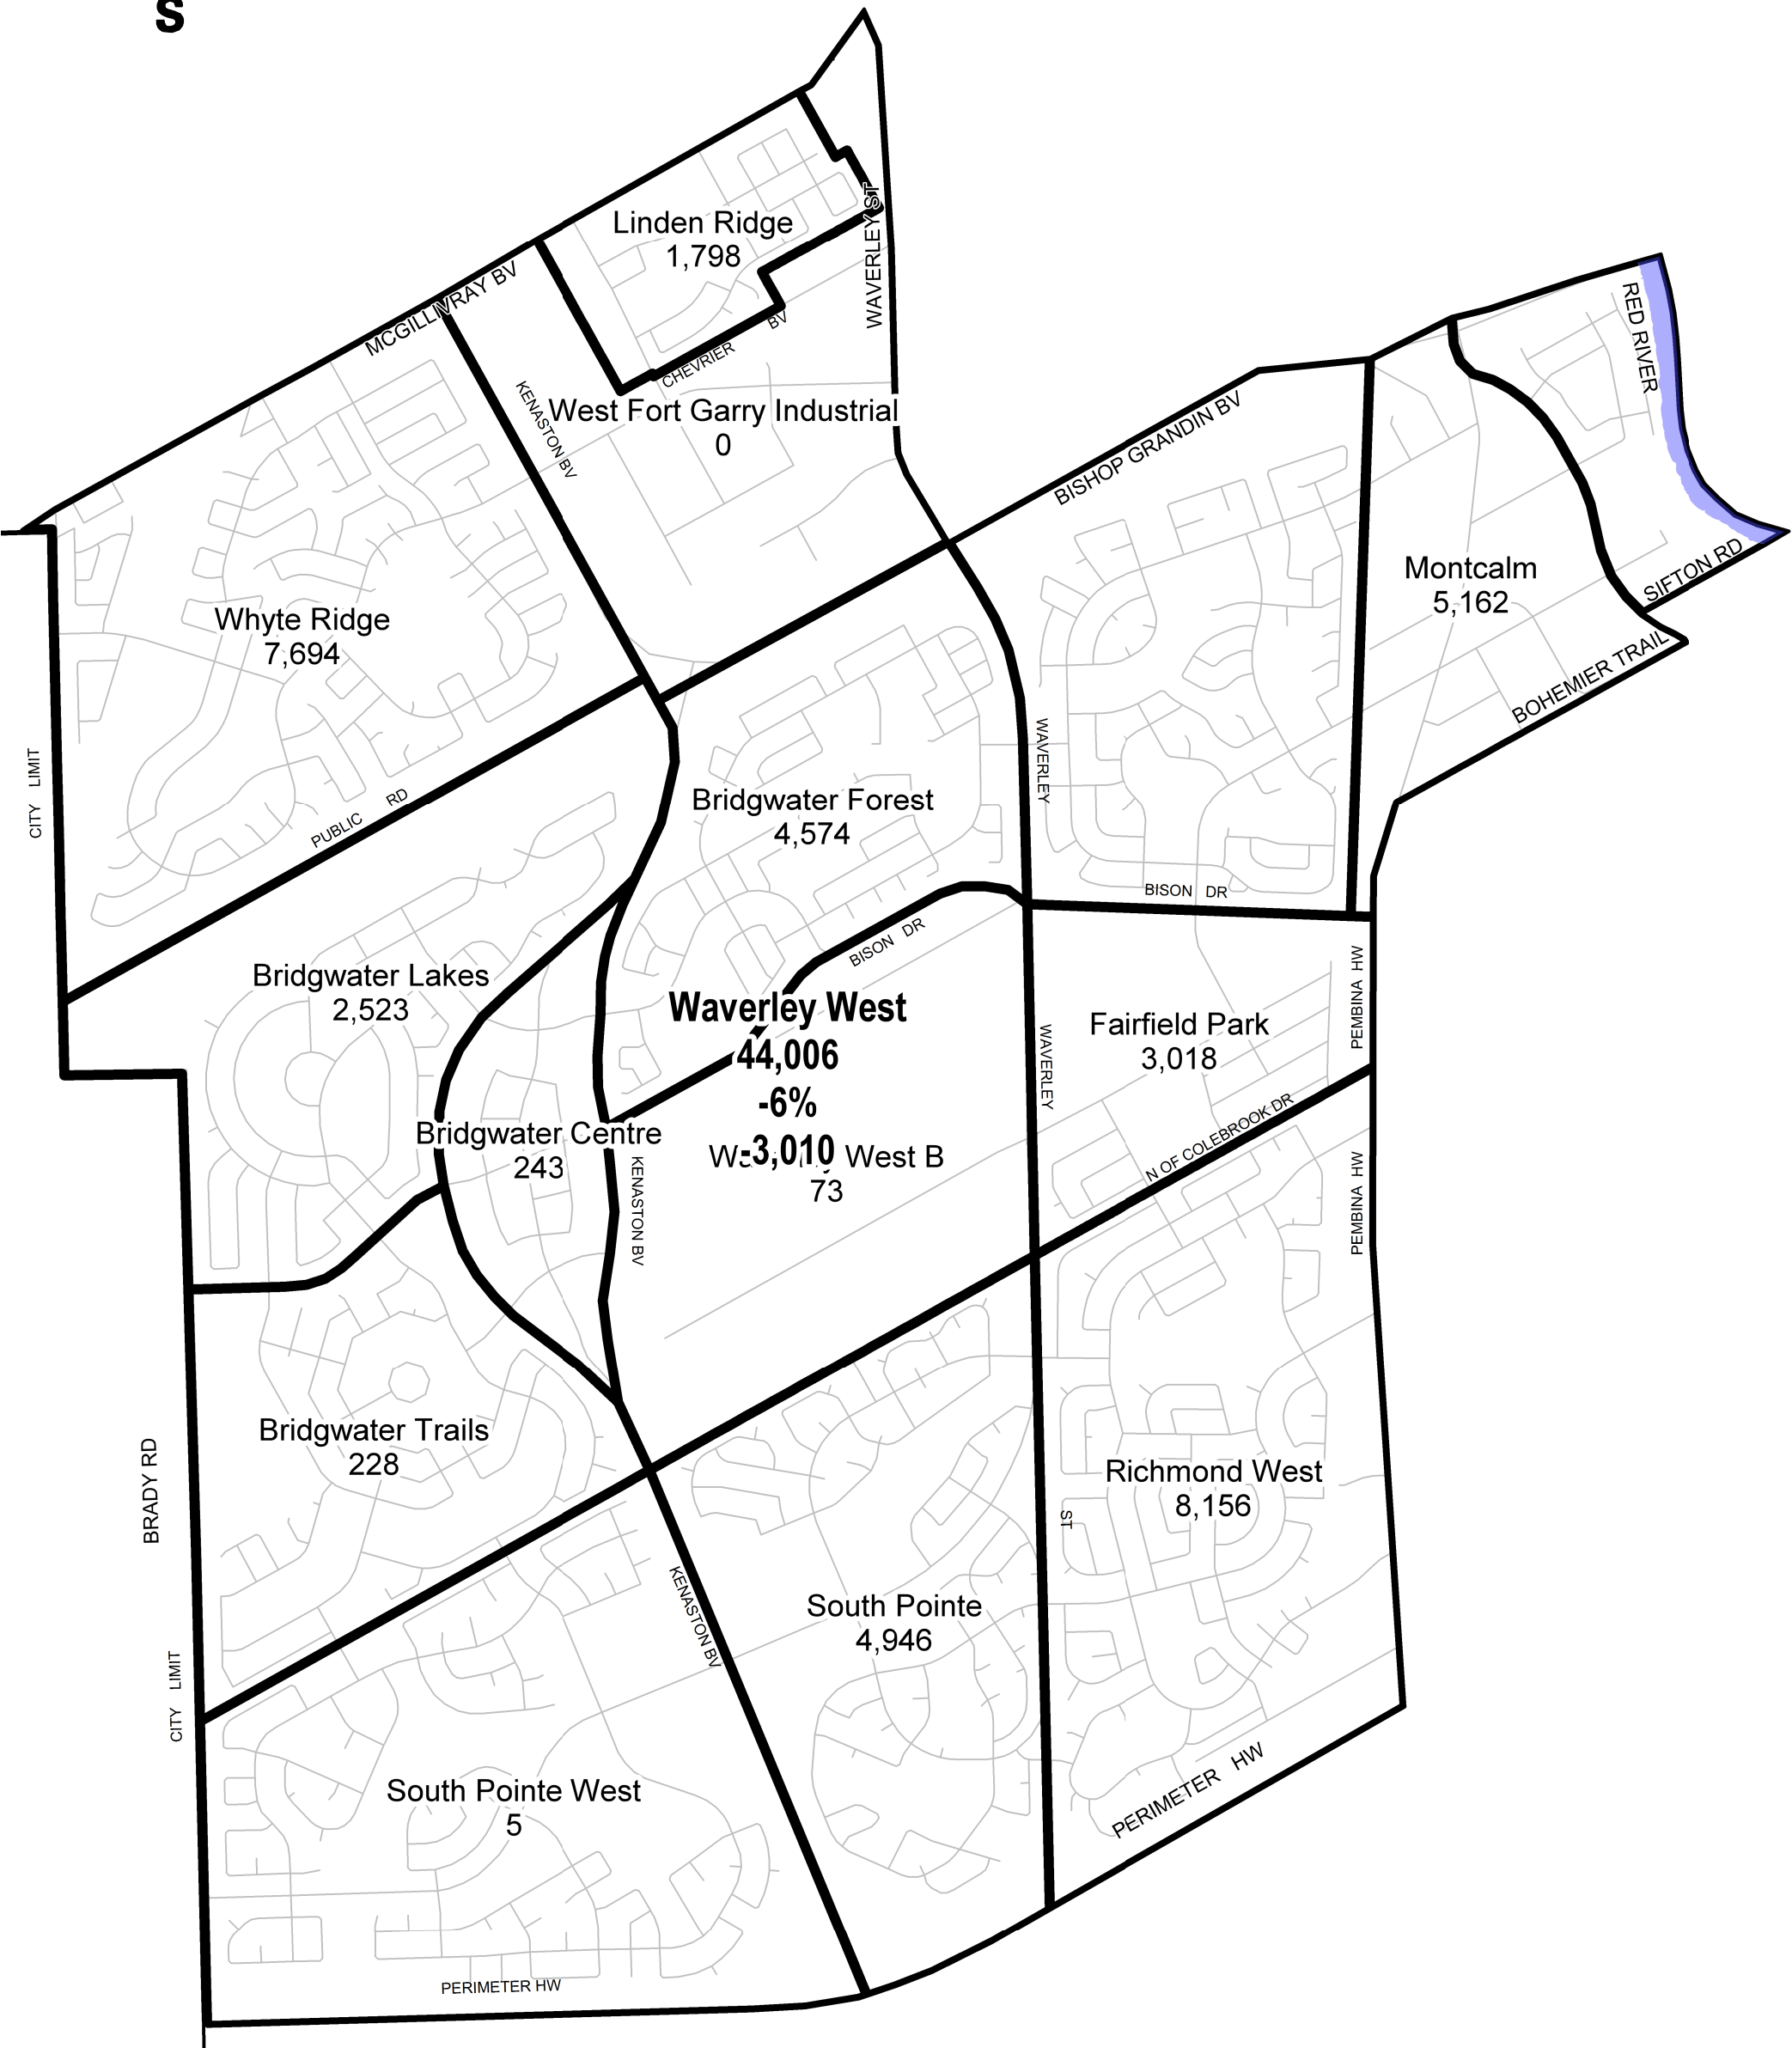 S
Linden Ridge
1,798
WAVERLEY ST
MCGILLIVRAY BV
CHEVRIER BV
KENASTON BV
West Fort Garry Industrial
0
RED RIVER
BISHOP GRANDIN BV
Montcalm
5,162
SIFTON RD
BOHEMIER TRAIL
Whyte Ridge
7,694
CITY LIMIT
PUBLIC RD
WAVERLEY
Bridgwater Forest
4,574
BISON DR
BISON DR
Bridgwater Lakes
2,523
Waverley West
44,006
-6%
-3,010
West B
73
WAVERLEY
Fairfield Park
3,018
PEMBINA HW
N OF COLEBROOK DR
PEMBINA HW
Bridgwater Centre
243
KENASTON BV
Bridgwater Trails
228
BRADY RD
Richmond West
8,156
ST
KENASTON BV
South Pointe
4,946
CITY LIMIT
South Pointe West
5
PERIMETER HW
PERIMETER HW